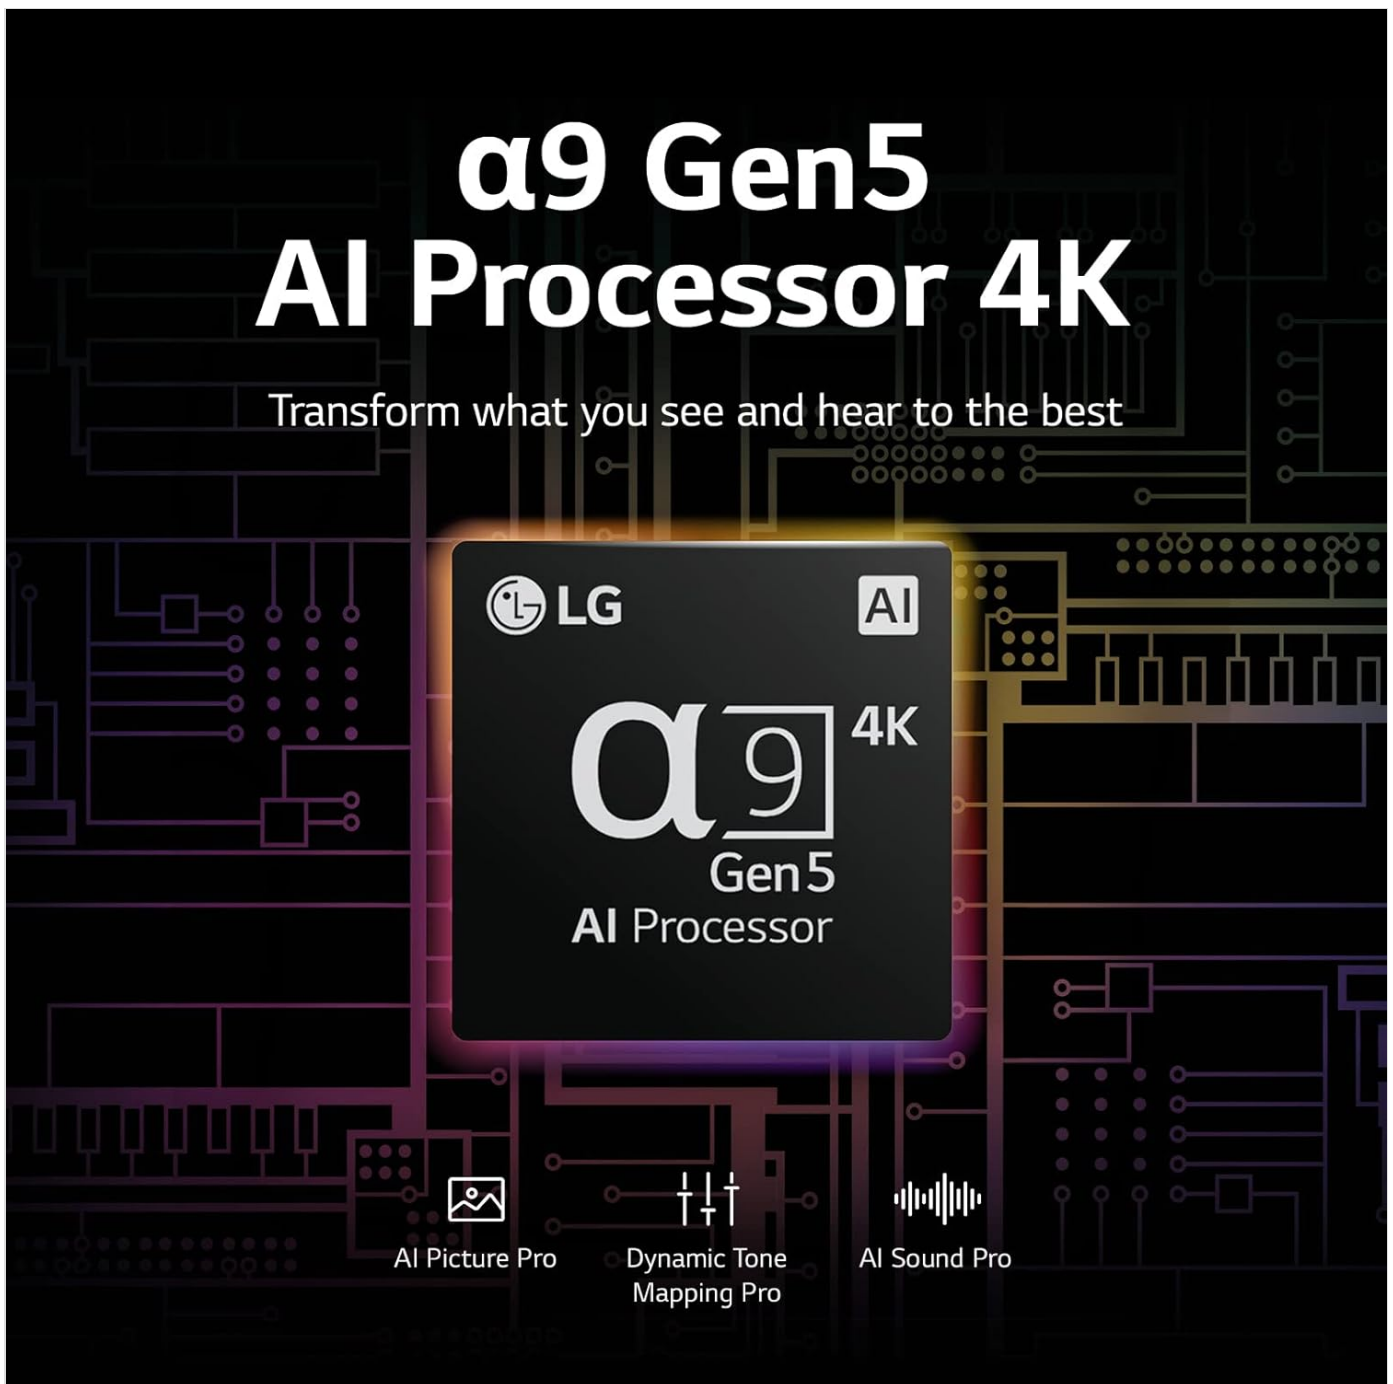 α9 Gen5
AI Processor 4K
Transform what you see and hear to the best
LG
AI
α9 4K
Gen5
AI Processor
AI Picture Pro
Dynamic Tone
Mapping Pro
AI Sound Pro